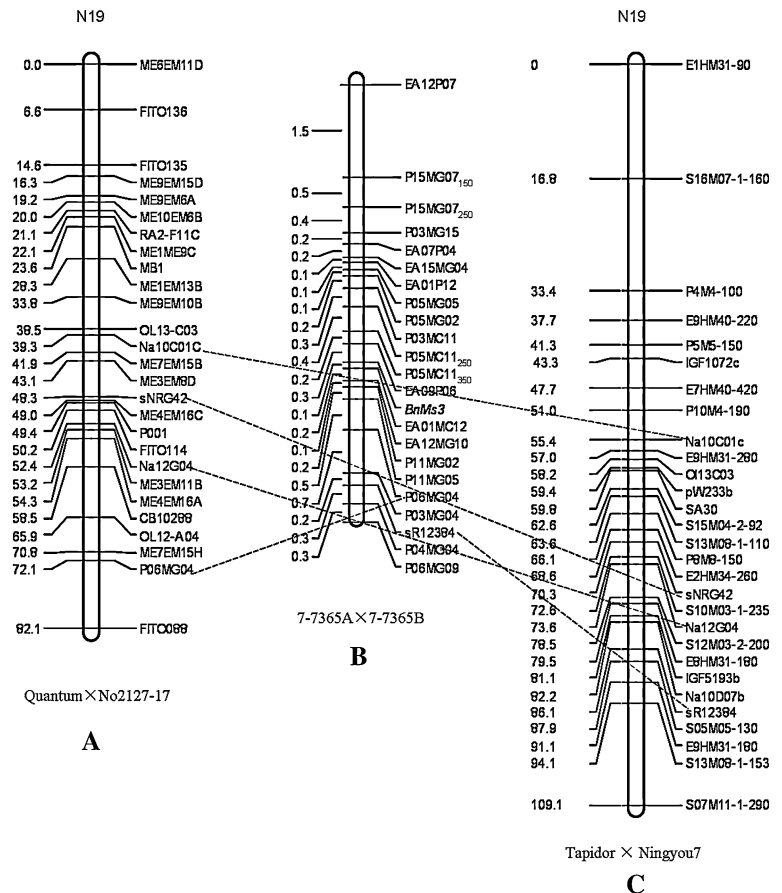 N19
0.0 ME6EM11D
6.6 FITO136
14.6 FITO135
16.3 ME9EM15D
19.2 ME9EM6A
20.0 ME10EM6B
21.1 RA2-F11C
22.1 ME1ME9C
23.6 MB1
28.3 ME1EM13B
33.8 ME9EM10B
38.5 OL13-C03
39.3 Na10C01C
41.9 ME7EM15B
43.1 ME3EM8D
48.3 sNRG42
49.0 ME4EM16C
49.4 P001
50.2 FITO114
52.4 Na12G04
53.2 ME3EM11B
54.3 ME4EM16A
58.5 CB10288
65.9 OL12-A04
70.8 ME7EM15H
72.1 P06MG04
82.1 FITO088
Quantum×No2127-17
A
EA12P07
1.5
P15MG07150
0.5
P15MG07250
0.4
P03MG15
0.2
EA07P04
0.2
EA15MG04
0.1
EA01P12
0.1
P05MG05
0.1
P05MG02
0.2
P03MC11
0.3
P05MC11250
0.4
P05MC11350
0.2
EA09P06
0.3
BnMs3
0.1
EA01MC12
0.2
EA12MG10
0.1
P11MG02
0.2
P11MG05
0.5
P06MG04
0.7
P03MG04
0.2
sR12384
0.3
P04MG04
0.3
P06MG09
7-7365A×7-7365B
B
N19
0 E1HM31-90
16.8 S16M07-1-160
33.4 P4M4-100
37.7 E9HM40-220
41.3 P5M5-150
43.3 IGF1072c
47.7 E7HM40-420
51.0 P10M4-190
55.4 Na10C01c
57.0 E9HM31-280
58.2 Ol13C03
59.4 pW233b
59.8 SA30
62.6 S15M04-2-92
63.6 S13M08-1-110
66.1 P8M8-150
68.6 E2HM34-260
70.3 sNRG42
72.6 S10M03-1-235
73.6 Na12G04
78.5 S12M03-2-200
79.5 E8HM31-180
81.1 IGF5193b
82.2 Na10D07b
86.1 sR12384
87.9 S05M05-130
91.1 E9HM31-180
94.1 S13M08-1-153
109.1 S07M11-1-290
Tapidor × Ningyou7
C